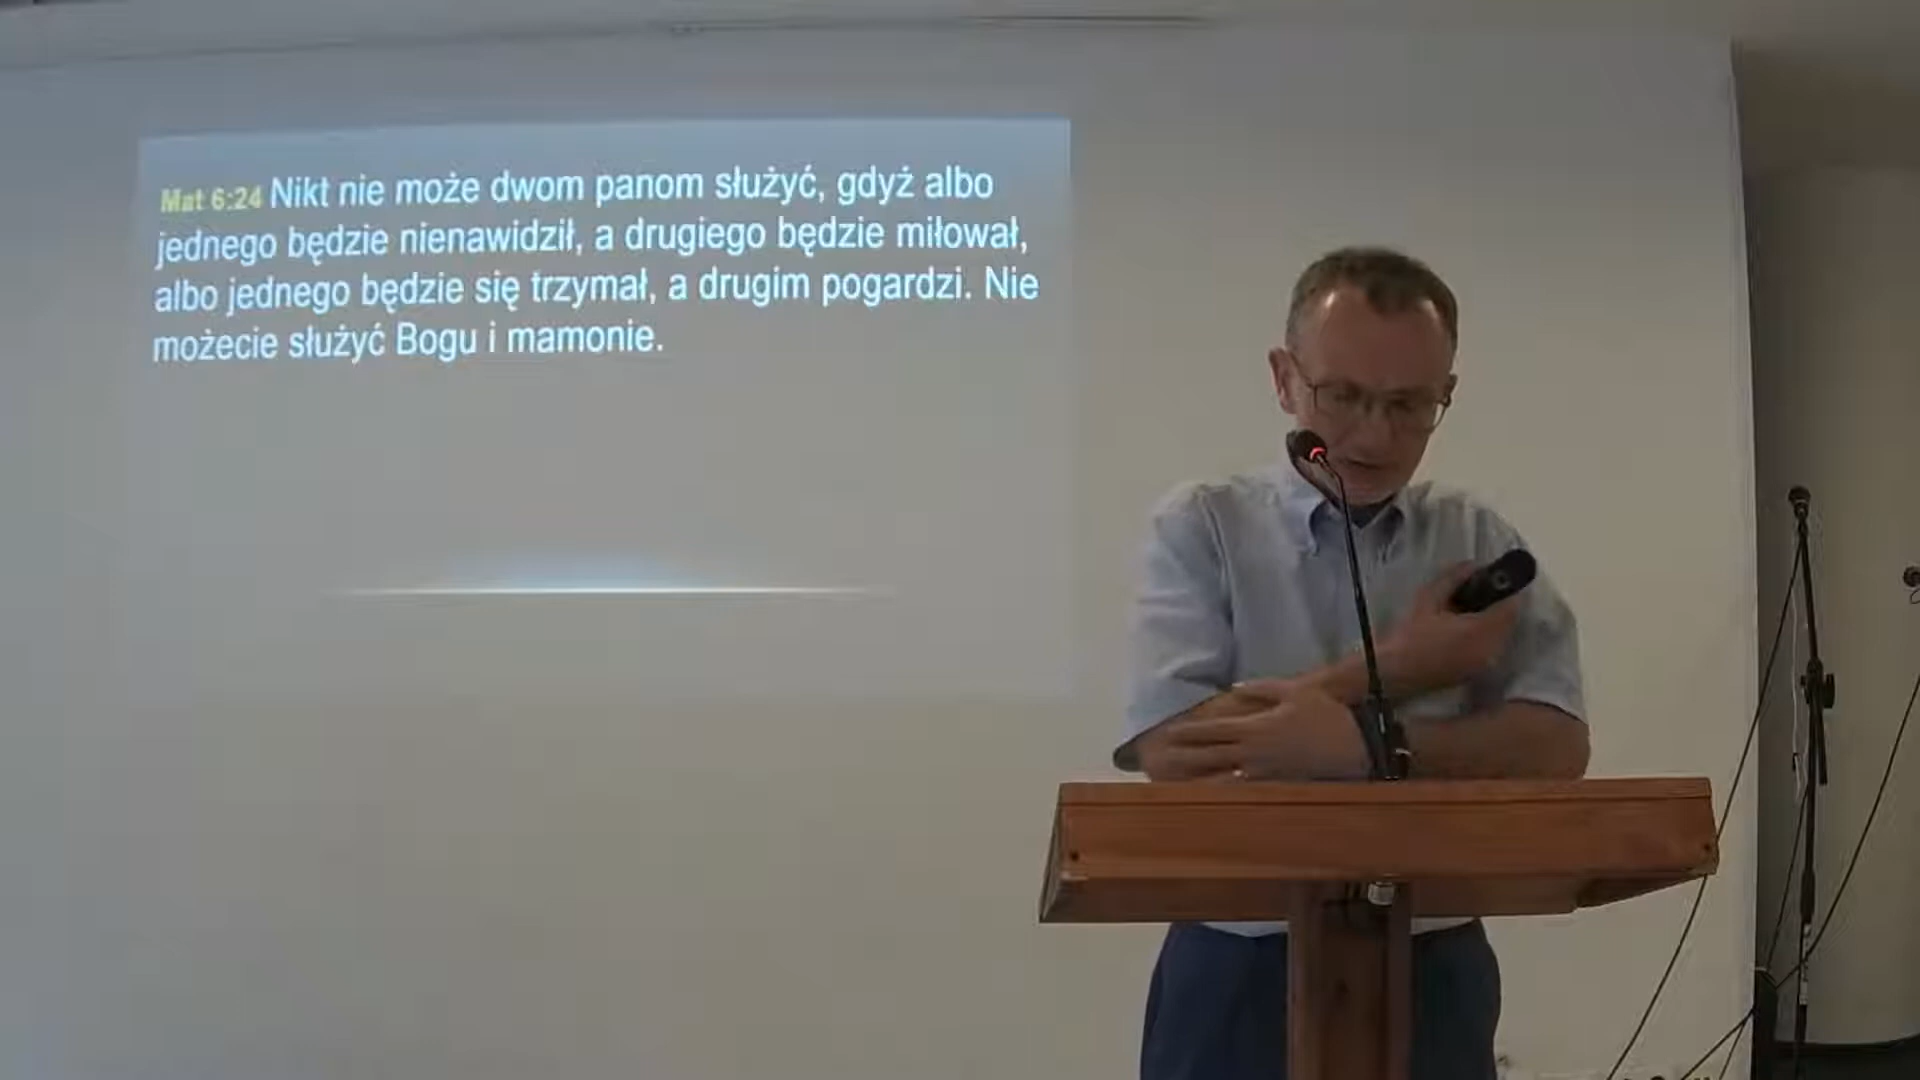 Mat 6:24 Nikt nie może dwom panom służyć, gdyż albo
jednego będzie nienawidził, a drugiego będzie miłował,
albo jednego będzie się trzymał, a drugim pogardzi. Nie
możecie służyć Bogu i mamonie.